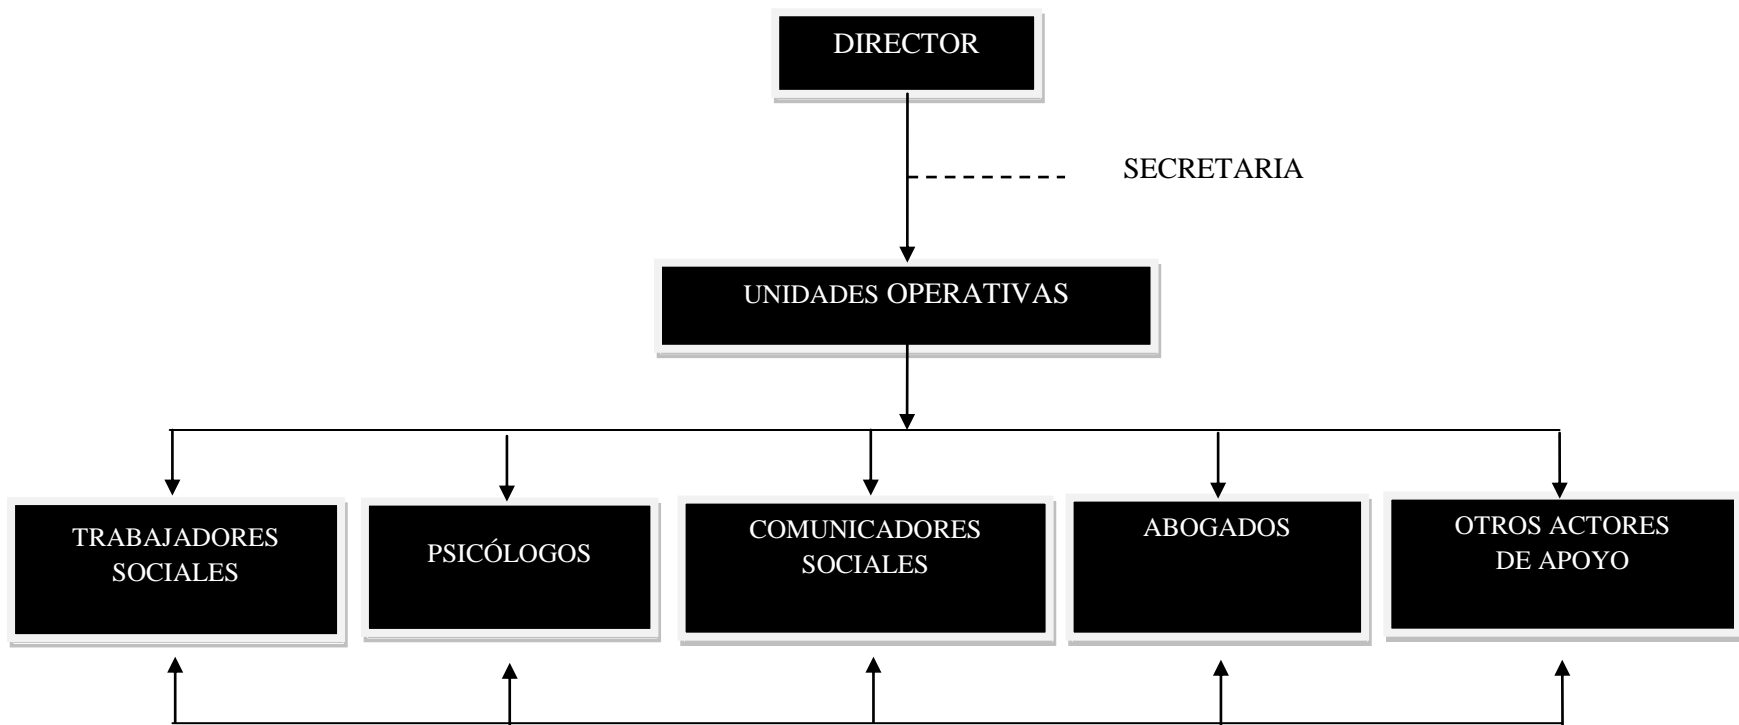 DIRECTOR
SECRETARIA
UNIDADES OPERATIVAS
TRABAJADORES
SOCIALES
PSICÓLOGOS
COMUNICADORES
SOCIALES
ABOGADOS
OTROS ACTORES
DE APOYO